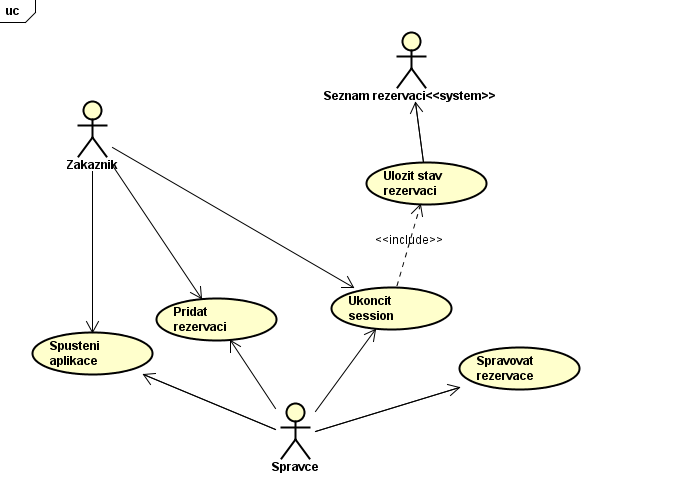 uc
Seznam rezervaci<<system>>
Zakaznik
Ulozit stav
rezervaci
<<include>>
Pridat
rezervaci
Ukoncit
session
Spusteni
aplikace
Spravovat
rezervace
Spravce